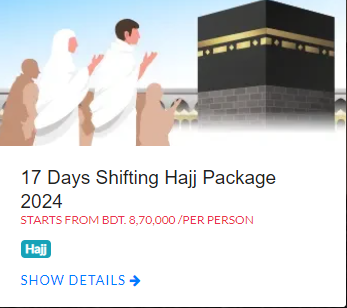 17 Days Shifting Hajj Package
2024
STARTS FROM BDT. 8,70,000 /PER PERSON
Hajj
SHOW DETAILS